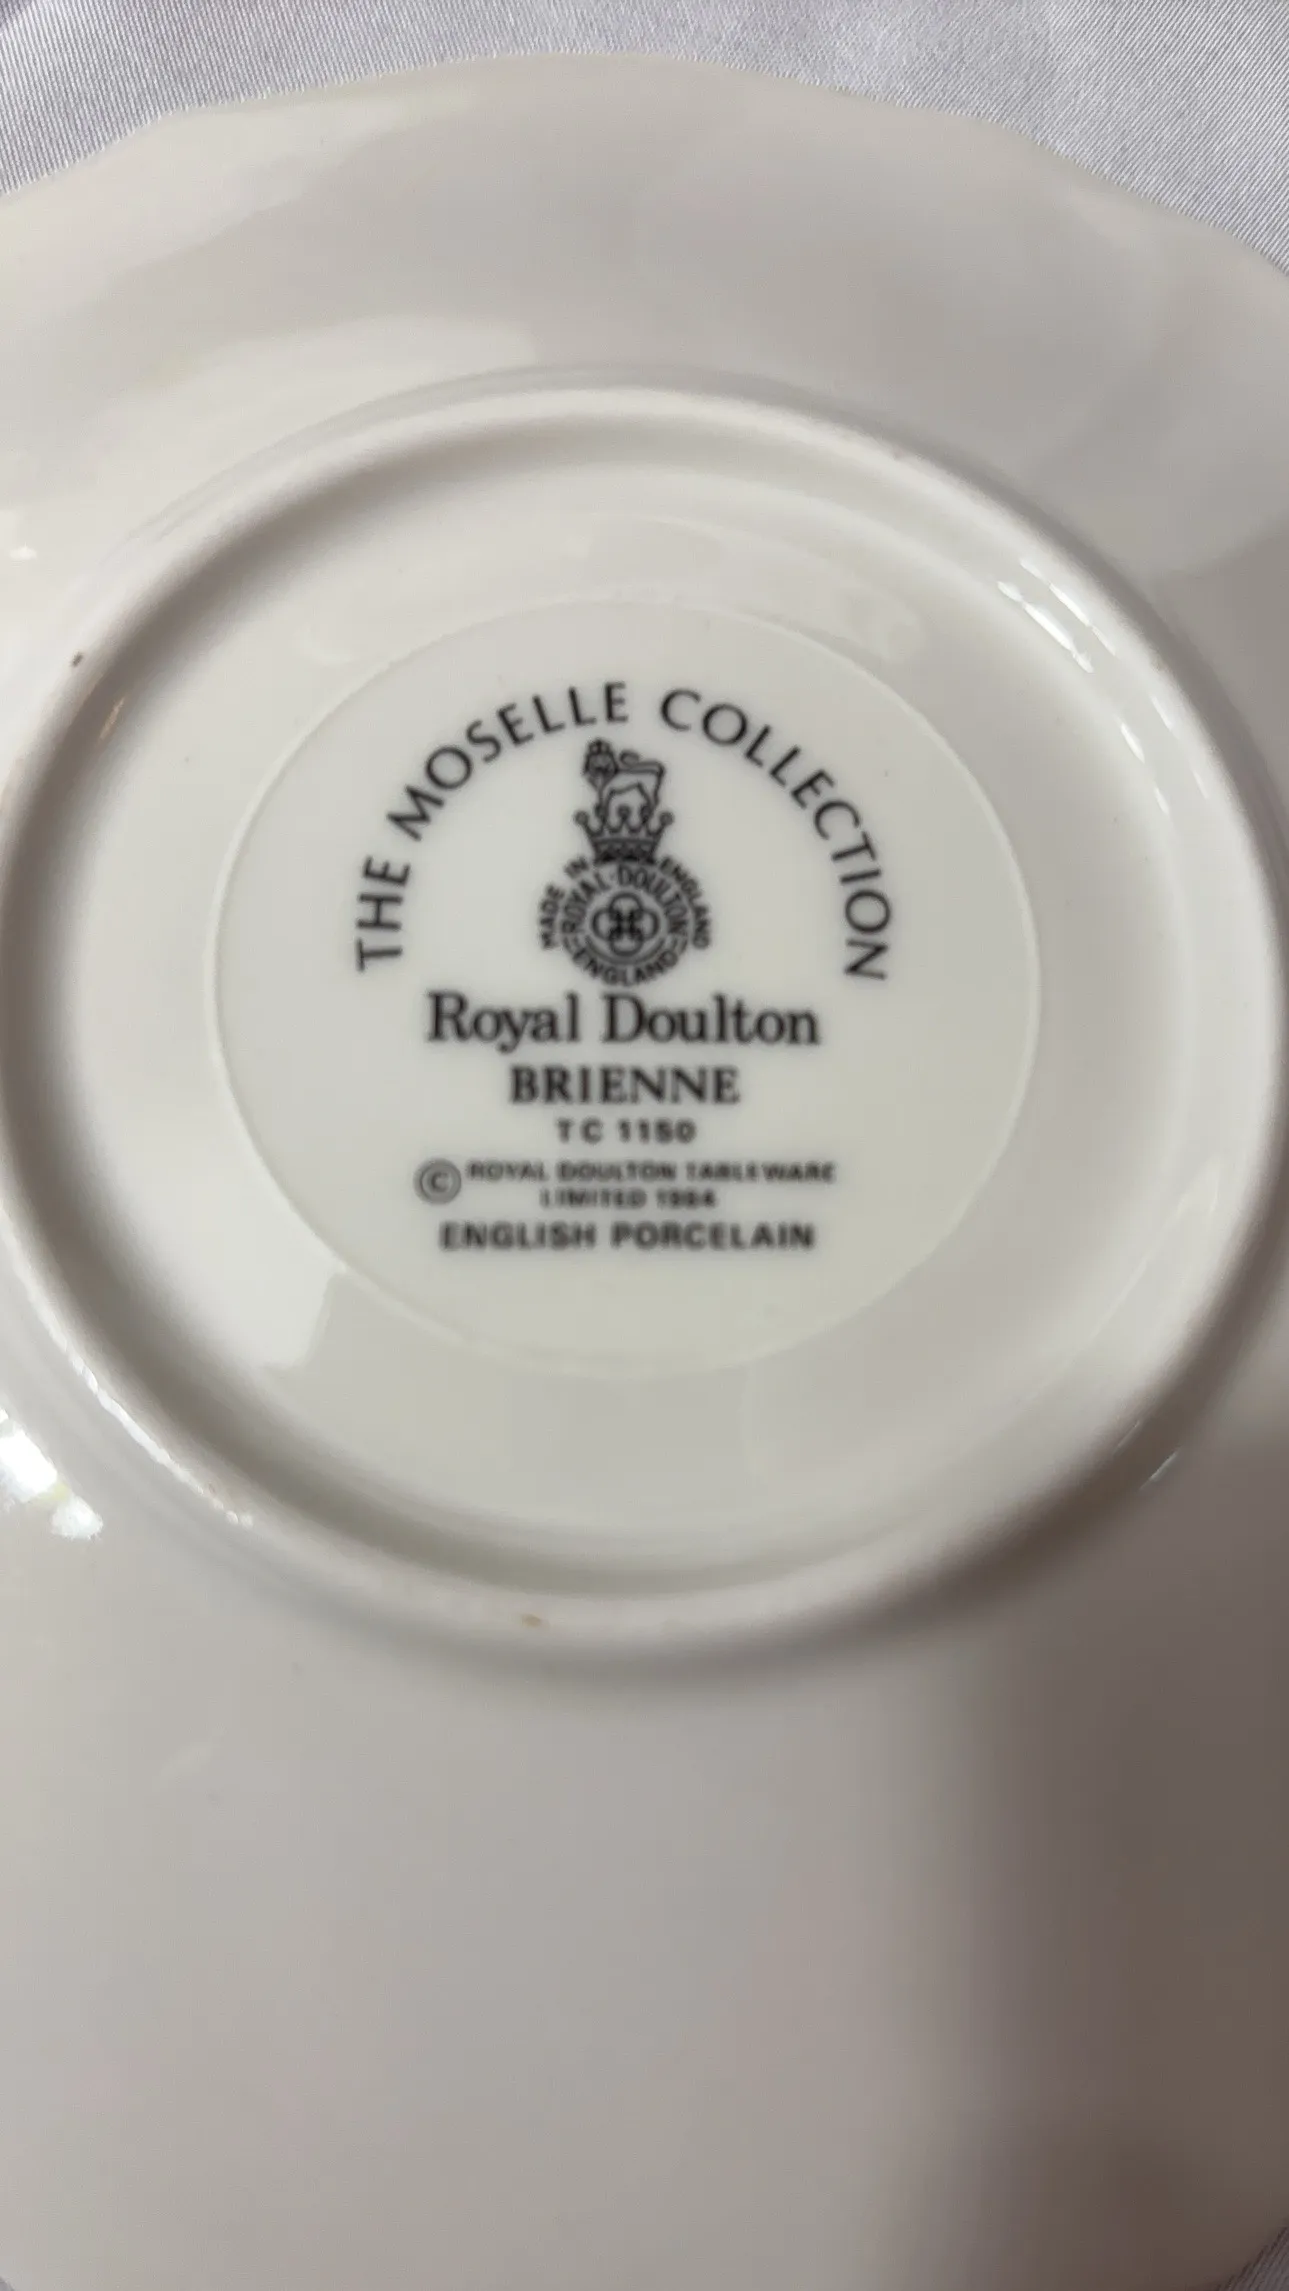 THE MOSELLE COLLECTION
MADE IN ENGLAND
ROYAL·DOULTON
ENGLAND
Royal Doulton
BRIENNE
TC 1150
© ROYAL DOULTON TABLEWARE
LIMITED 1984
ENGLISH PORCELAIN